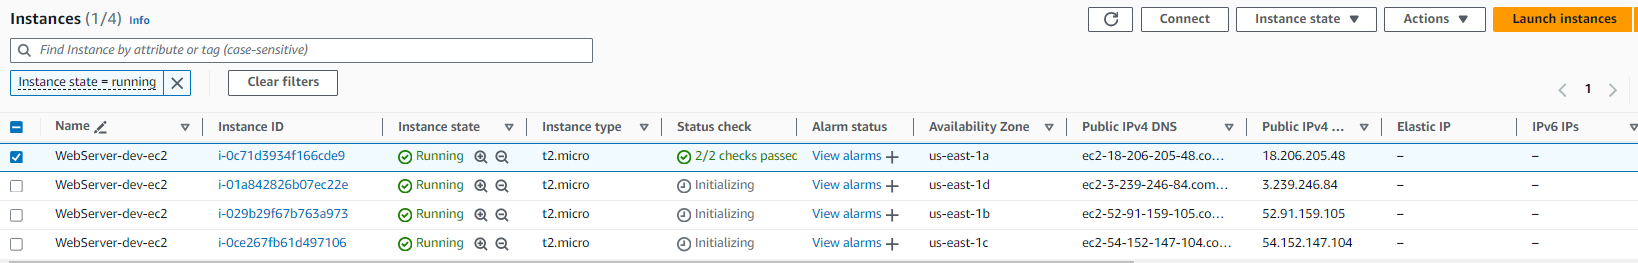 Instances (1/4) Info
Connect Instance state Actions Launch instances
Find Instance by attribute or tag (case-sensitive)
Instance state = running Clear filters
1
Name Instance ID Instance state Instance type Status check Alarm status Availability Zone Public IPv4 DNS Public IPv4 ... Elastic IP IPv6 IPs
WebServer-dev-ec2 i-0c71d3934f166cde9 Running t2.micro 2/2 checks passed View alarms + us-east-1a ec2-18-206-205-48.co... 18.206.205.48 – –
WebServer-dev-ec2 i-01a842826b07ec22e Running t2.micro Initializing View alarms + us-east-1d ec2-3-239-246-84.com... 3.239.246.84 – –
WebServer-dev-ec2 i-029b29f67b763a973 Running t2.micro Initializing View alarms + us-east-1b ec2-52-91-159-105.co... 52.91.159.105 – –
WebServer-dev-ec2 i-0ce267fb61d497106 Running t2.micro Initializing View alarms + us-east-1c ec2-54-152-147-104.co... 54.152.147.104 – –